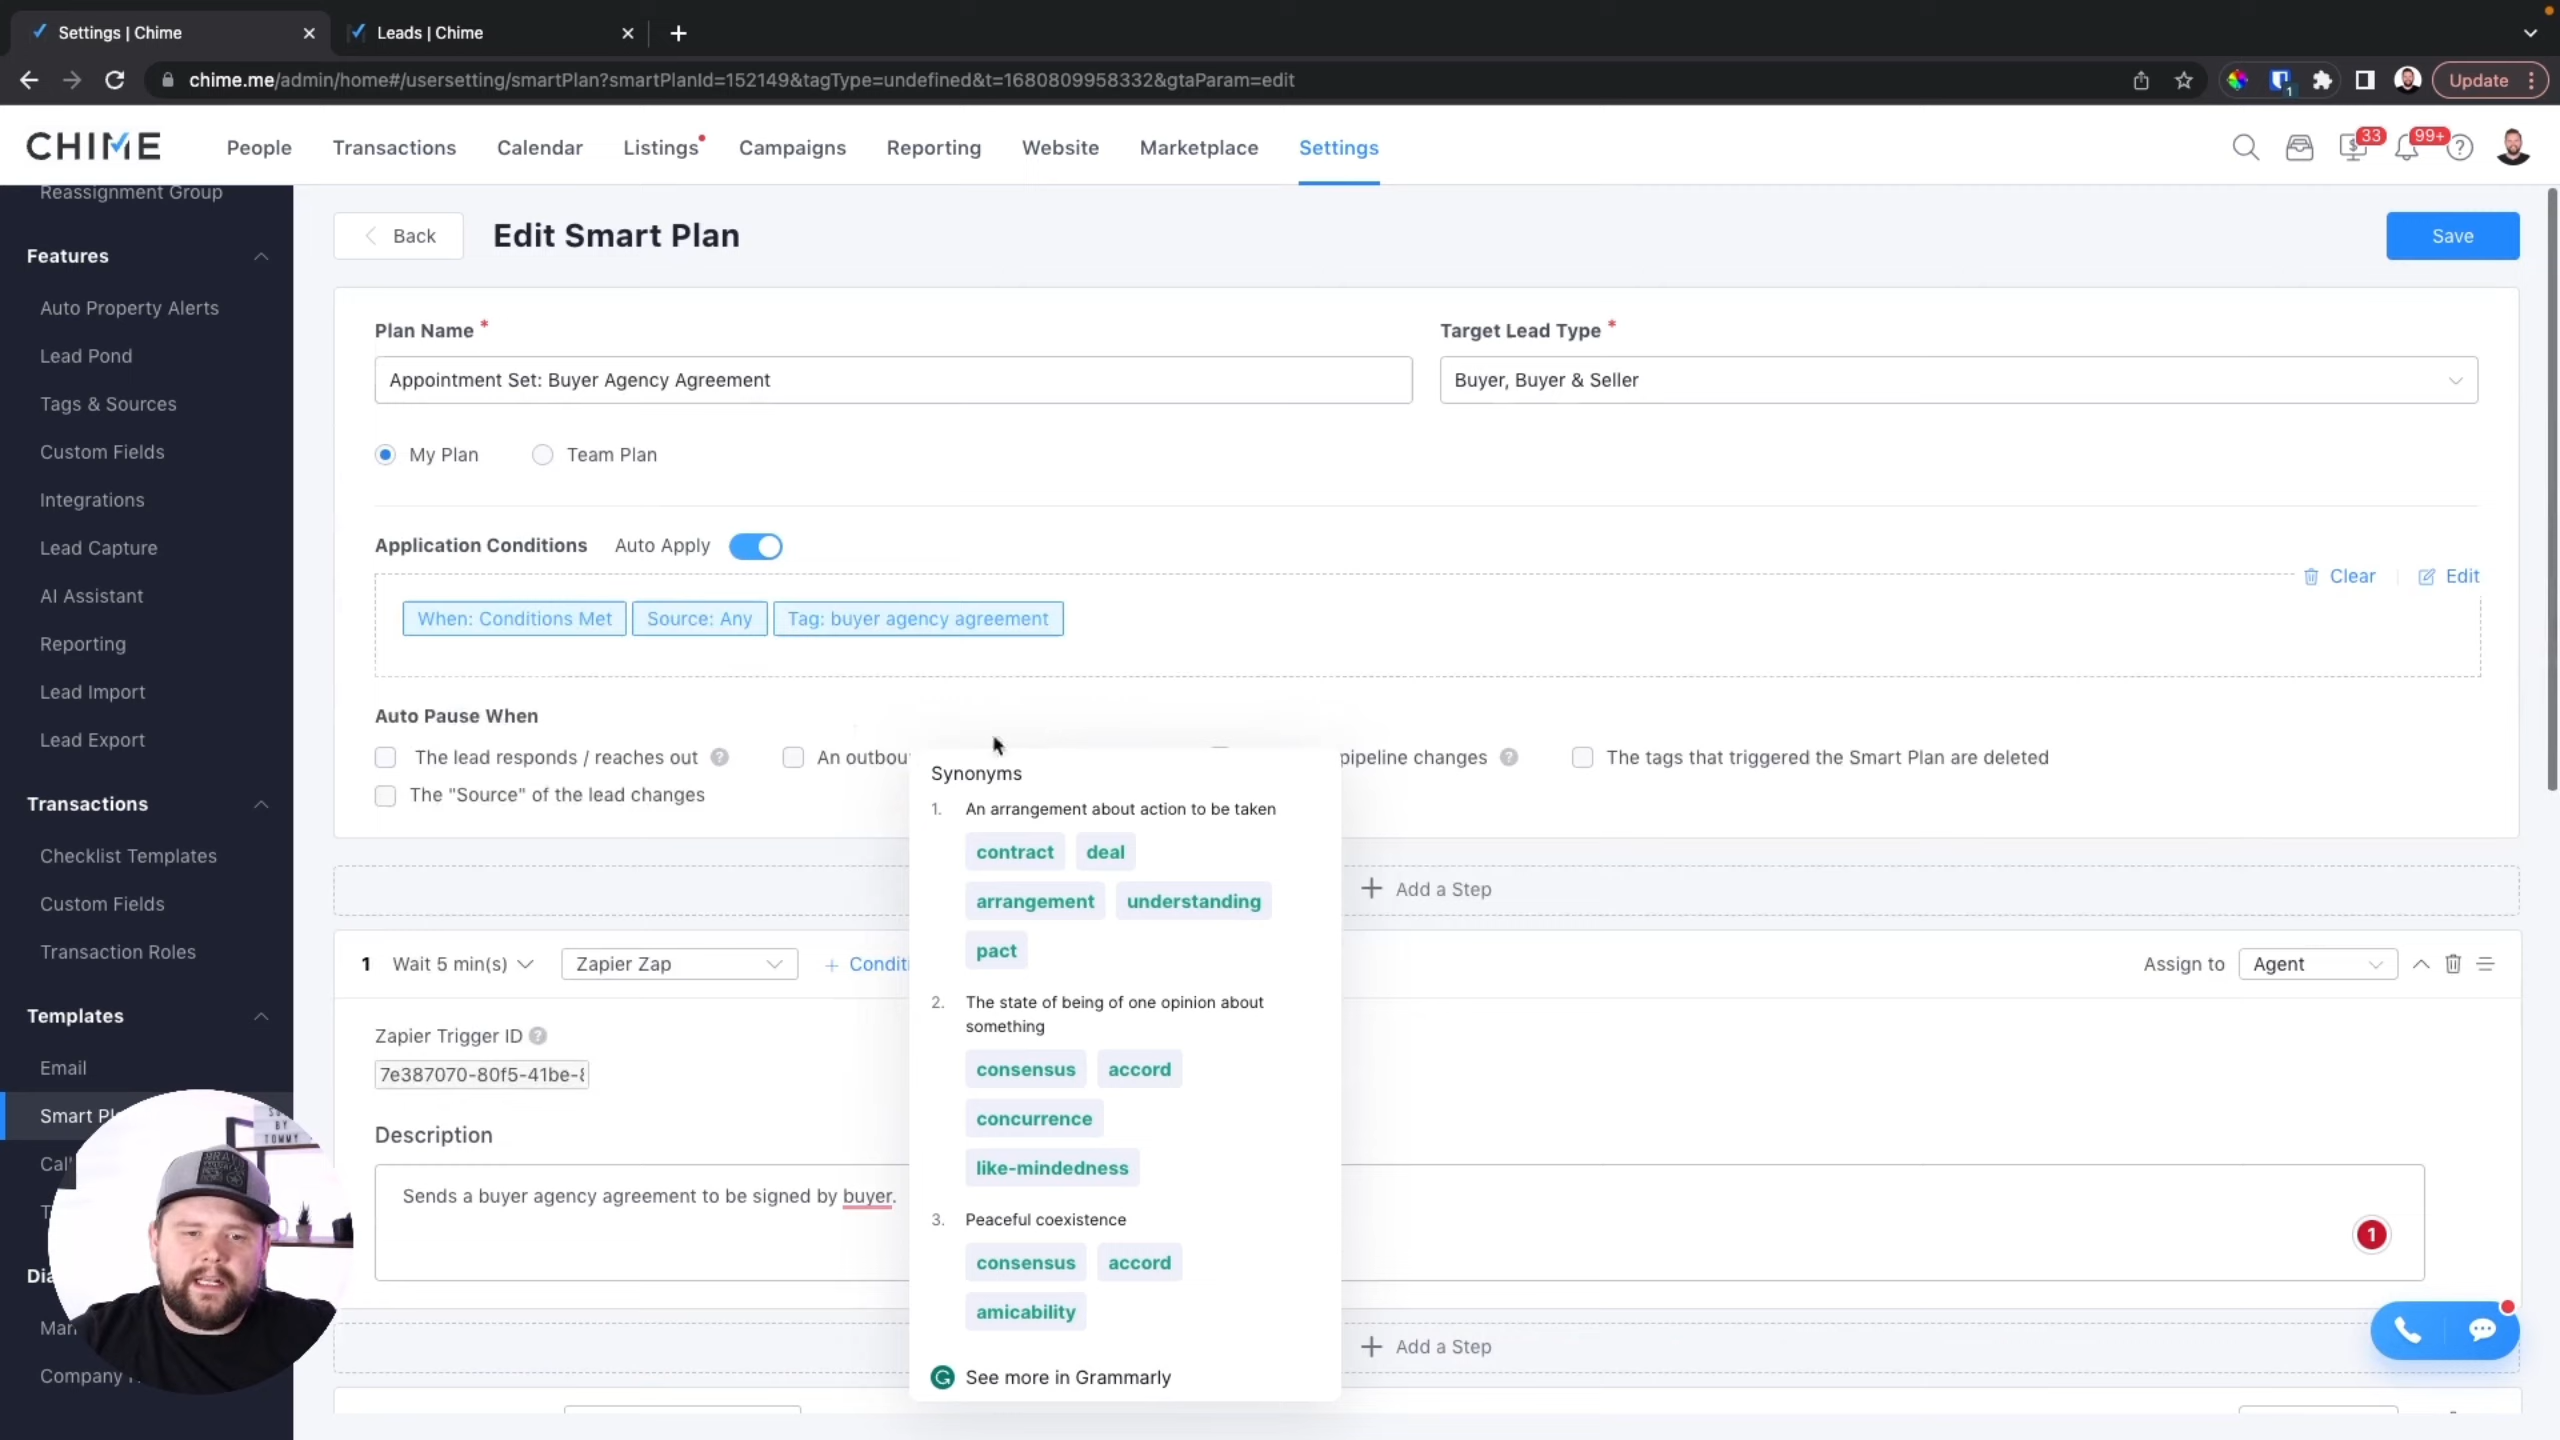 Settings | Chime
Leads | Chime
chime.me/admin/home#/usersetting/smartPlan?smartPlanId=152149&tagType=undefined&t=1680809958332&gtaParam=edit
1
Update
CHIME
People
Transactions
Calendar
Listings
Campaigns
Reporting
Website
Marketplace
Settings
33
99+
Reassignment Group
Features
Auto Property Alerts
Lead Pond
Tags & Sources
Custom Fields
Integrations
Lead Capture
AI Assistant
Reporting
Lead Import
Lead Export
Transactions
Checklist Templates
Custom Fields
Transaction Roles
Templates
Email
Smart Pl
Cal
Company
BY
TOMMY
Back
Edit Smart Plan
Save
Plan Name *
Appointment Set: Buyer Agency Agreement
Target Lead Type *
Buyer, Buyer & Seller
My Plan
Team Plan
Application Conditions
Auto Apply
Clear
Edit
When: Conditions Met
Source: Any
Tag: buyer agency agreement
Auto Pause When
The lead responds / reaches out
An outbou
pipeline changes
The tags that triggered the Smart Plan are deleted
The "Source" of the lead changes
+ Add a Step
1
Wait 5 min(s)
Zapier Zap
+ Conditi
Assign to
Agent
Zapier Trigger ID
7e387070-80f5-41be-8
Description
Sends a buyer agency agreement to be signed by buyer.
1
+ Add a Step
Synonyms
1. An arrangement about action to be taken
contract deal
arrangement understanding
pact
2. The state of being of one opinion about
something
consensus accord
concurrence
like-mindedness
3. Peaceful coexistence
consensus accord
amicability
See more in Grammarly